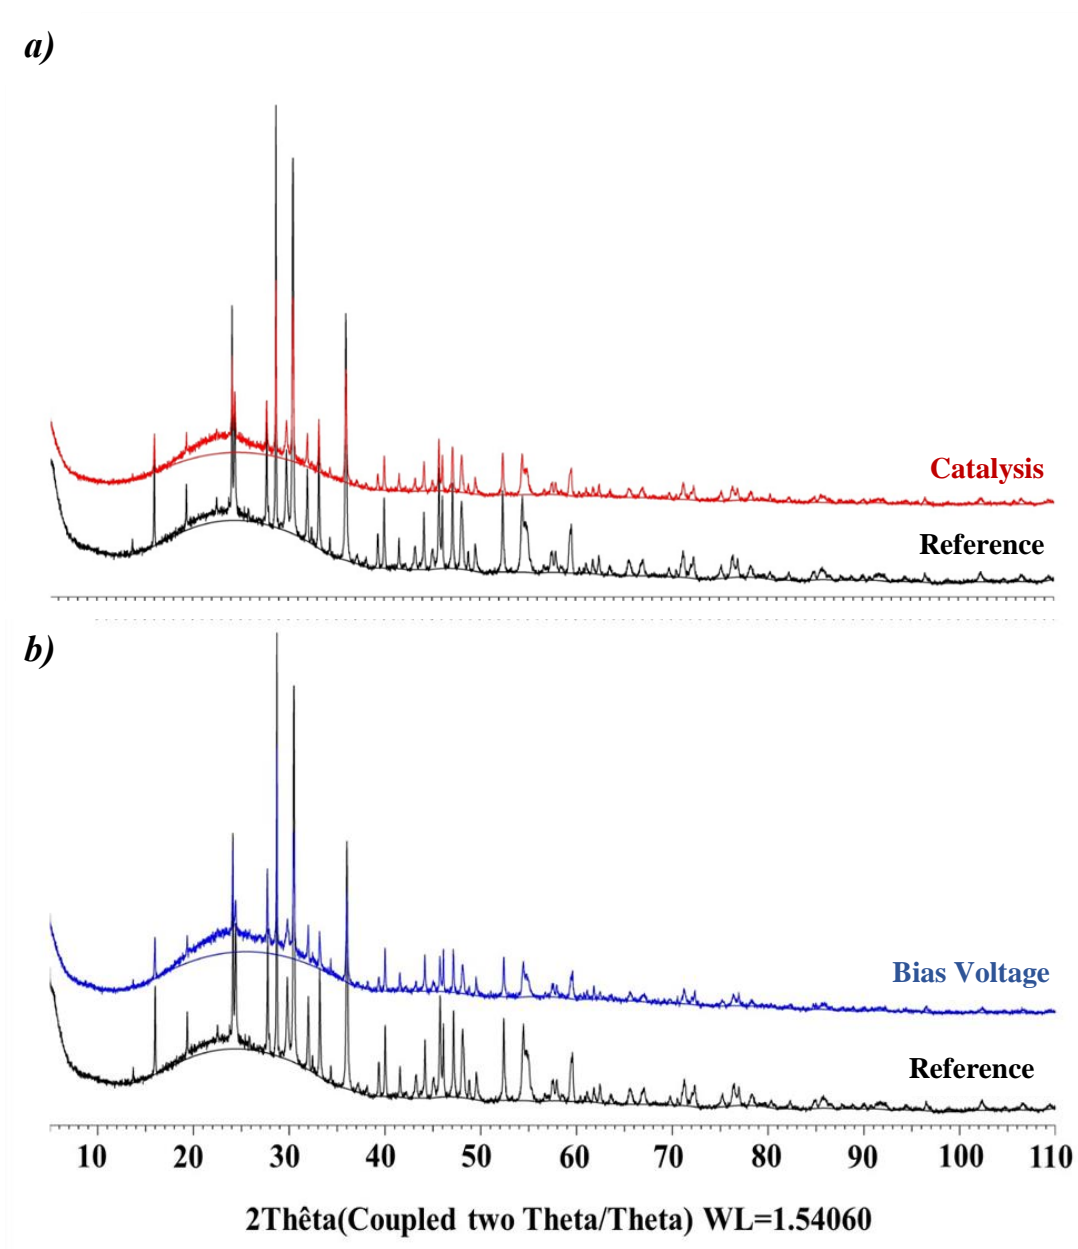 a)
Catalysis
Reference
b)
Bias Voltage
Reference
10 20 30 40 50 60 70 80 90 100 110
2Thêta(Coupled two Theta/Theta) WL=1.54060